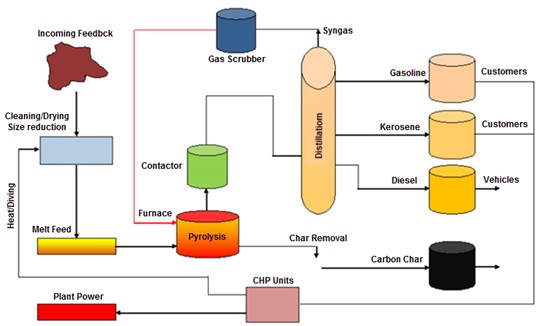 Incoming Feedbck
Syngas
Gas Scrubber
Gasoline
Customers
Cleaning/Drying
Size reduction
Kerosene
Customers
Distillatiom
Contactor
Diesel
Vehicles
Heat/Diving
Furnace
Melt Feed
Pyrolysis
Char Removal
Carbon Char
CHP Units
Plant Power